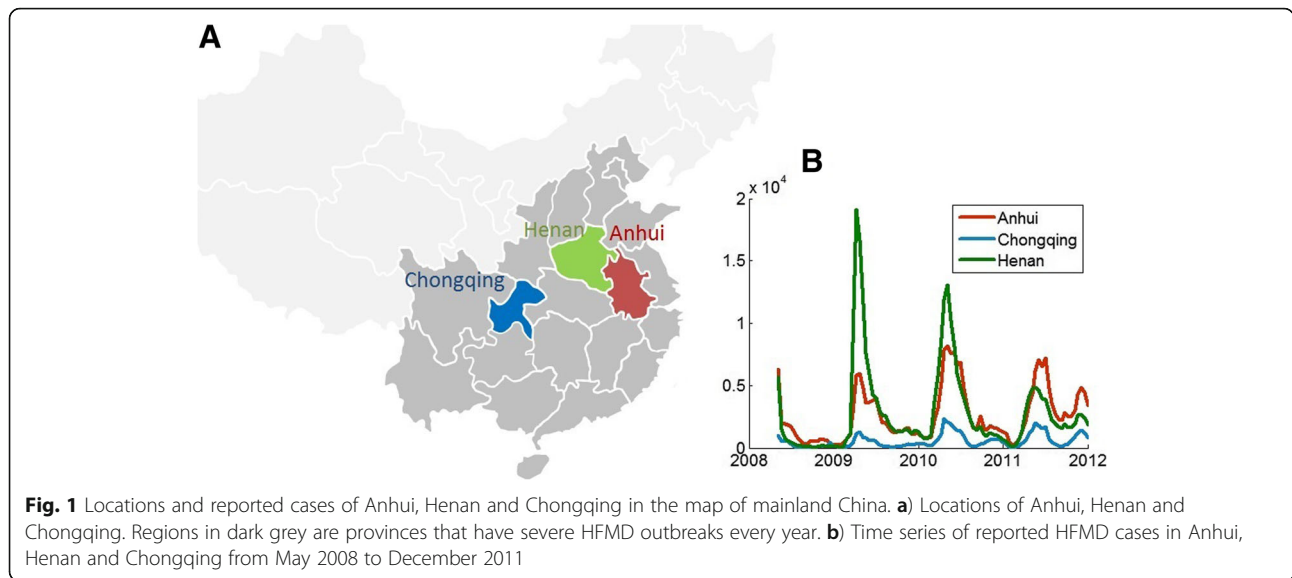 A
Henan
Anhui
Chongqing
B
x 10⁴
2
1.5
1
0.5
0
2008 2009 2010 2011 2012
Anhui
Chongqing
Henan
Fig. 1 Locations and reported cases of Anhui, Henan and Chongqing in the map of mainland China. a) Locations of Anhui, Henan and
Chongqing. Regions in dark grey are provinces that have severe HFMD outbreaks every year. b) Time series of reported HFMD cases in Anhui,
Henan and Chongqing from May 2008 to December 2011